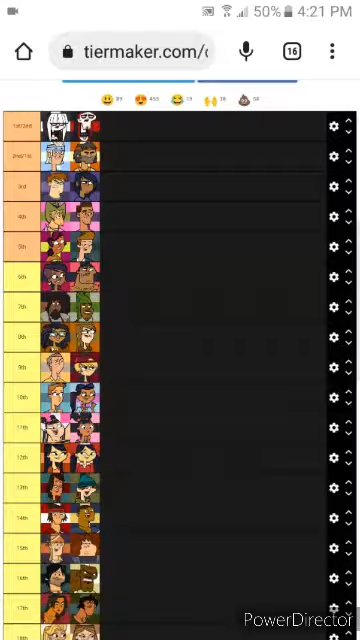 50% 4:21 PM
tiermaker.com/c
16
1st/2nd
2nd/1st
3rd
4th
5th
6th
7th
8th
9th
10th
11th
12th
13th
14th
15th
16th
17th
18th
PowerDirector